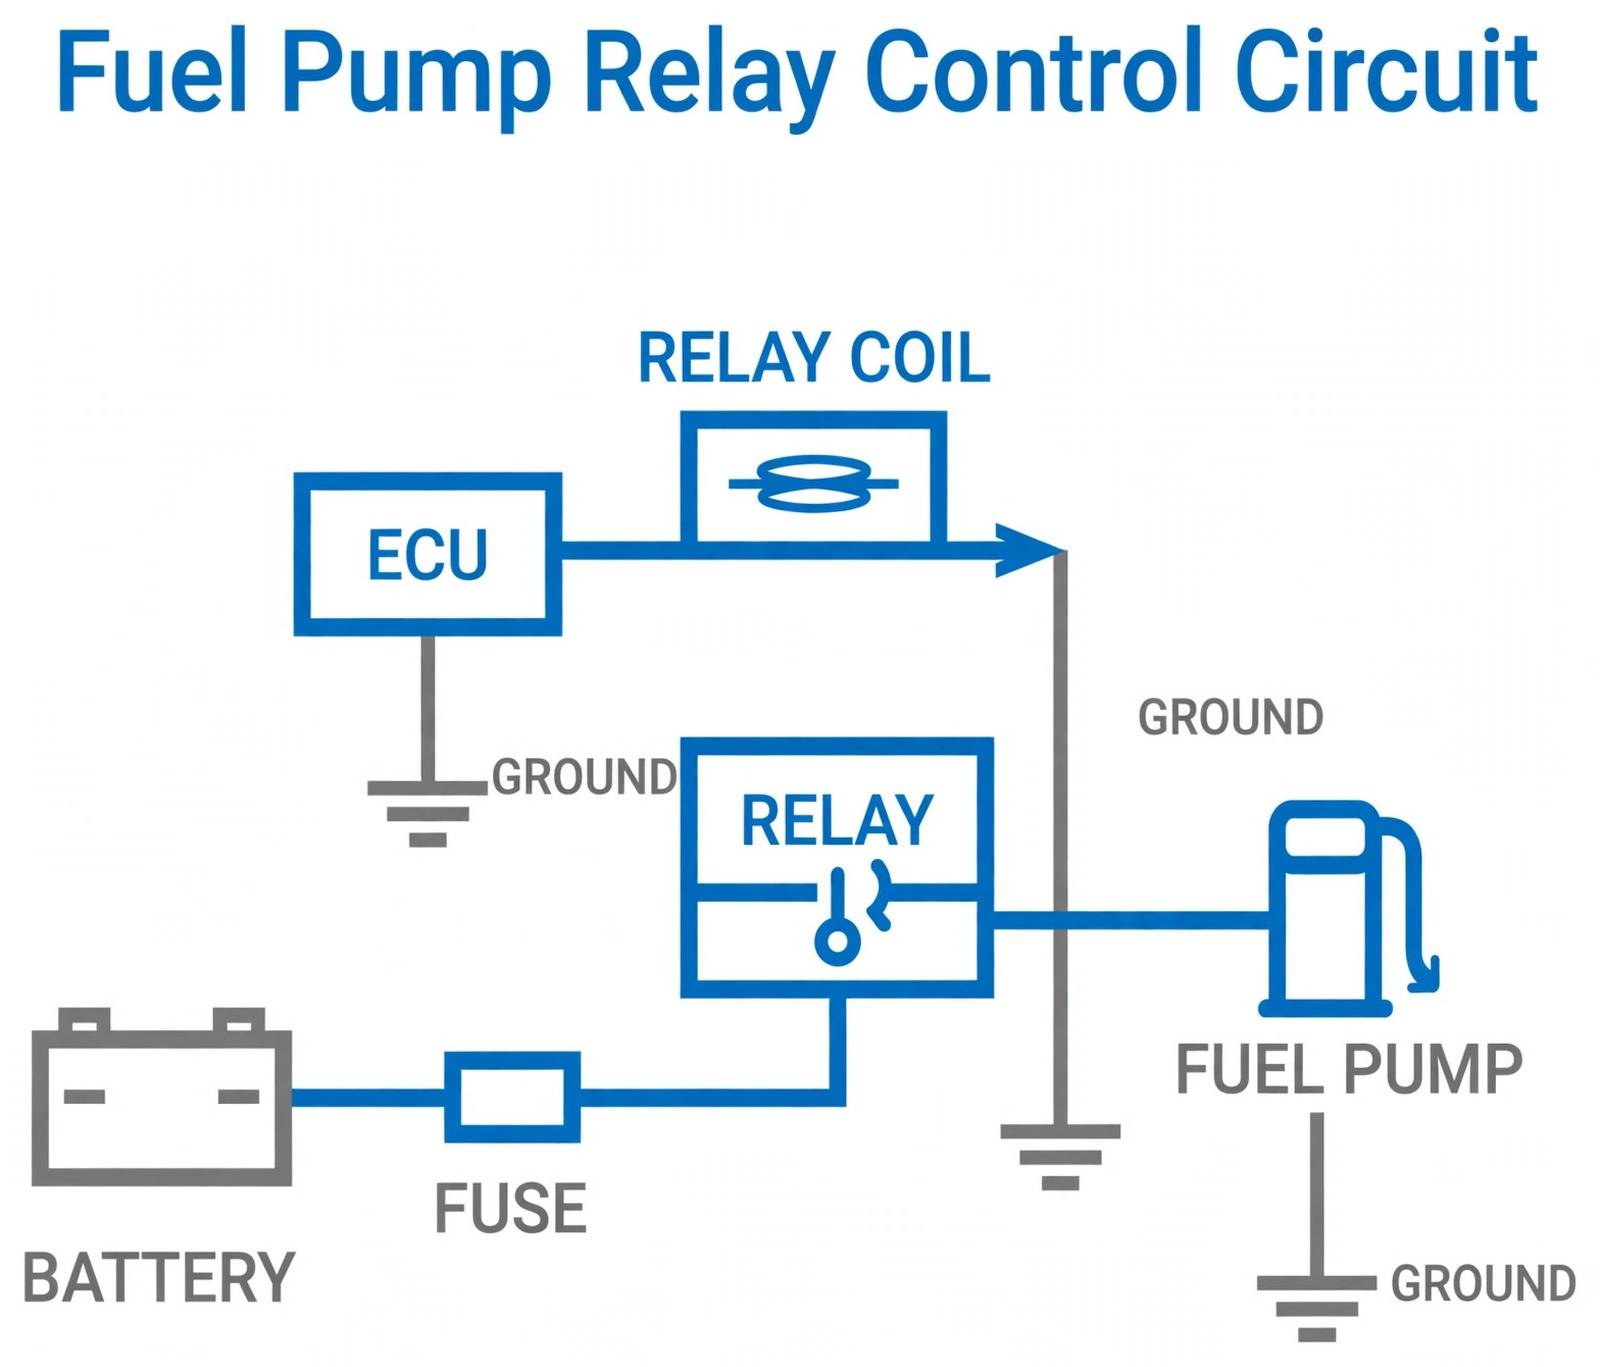 Fuel Pump Relay Control Circuit
RELAY COIL
ECU
GROUND
GROUND
RELAY
FUEL PUMP
FUSE
BATTERY
GROUND